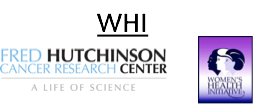 WHI
FRED HUTCHINSON
CANCER RESEARCH CENTER
A LIFE OF SCIENCE
WOMEN'S
HEALTH
INITIATIVE